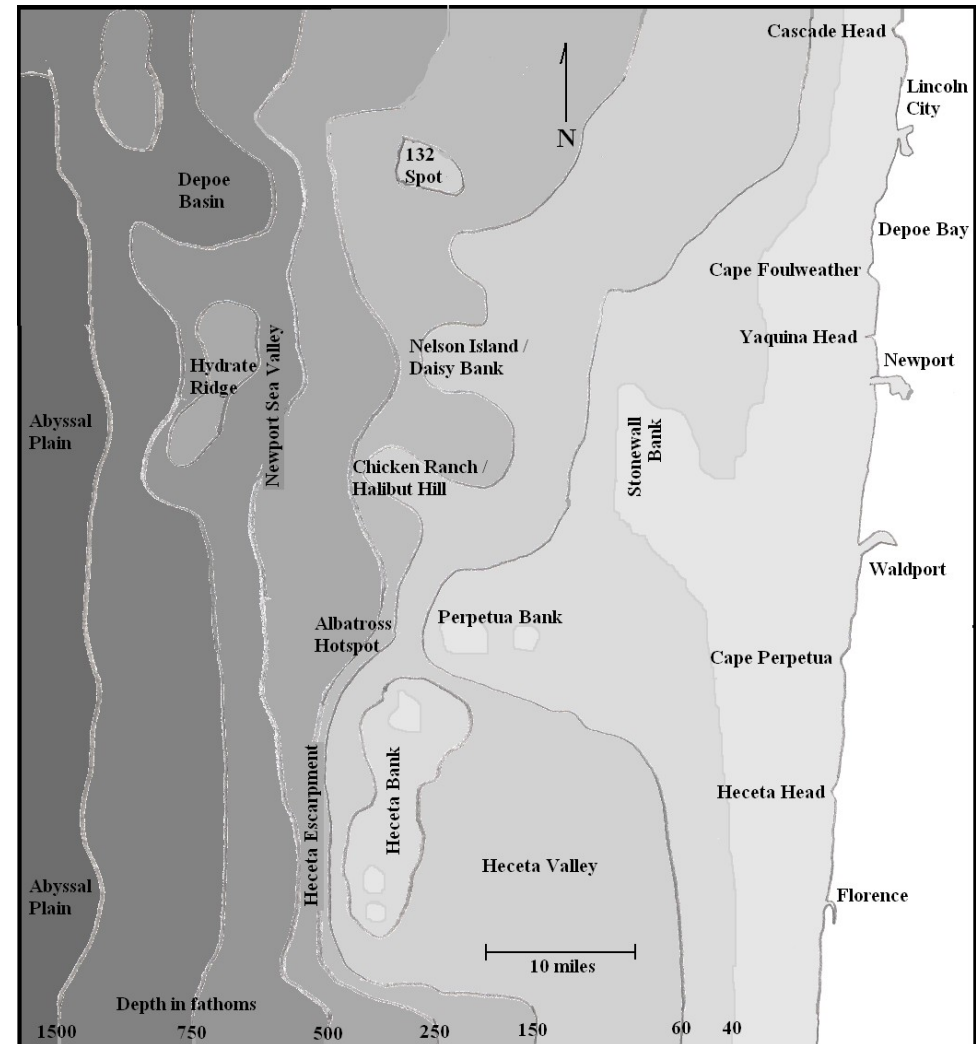 Cascade Head
Lincoln
City
N
132
Spot
Depoe
Basin
Depoe Bay
Cape Foulweather
Yaquina Head
Nelson Island /
Daisy Bank
Newport
Hydrate
Ridge
Newport Sea Valley
Abyssal
Plain
Stonewall
Bank
Chicken Ranch /
Halibut Hill
Waldport
Perpetua Bank
Albatross
Hotspot
Cape Perpetua
Heceta Bank
Heceta Escarpment
Heceta Head
Heceta Valley
Abyssal
Plain
Florence
10 miles
Depth in fathoms
1500 750 500 250 150 60 40